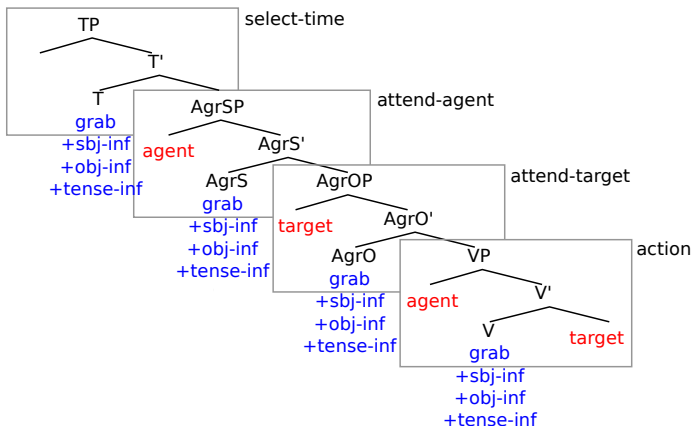 TP
select-time
T'
T
grab
+sbj-inf
+obj-inf
+tense-inf
AgrSP
attend-agent
agent
AgrS'
AgrS
grab
+sbj-inf
+obj-inf
+tense-inf
AgrOP
attend-target
target
AgrO'
AgrO
grab
+sbj-inf
+obj-inf
+tense-inf
VP
action
agent
V'
V
target
grab
+sbj-inf
+obj-inf
+tense-inf